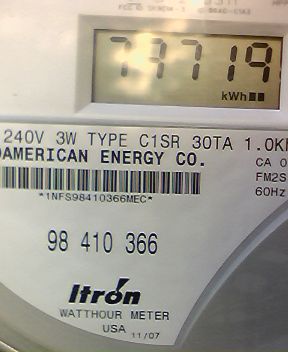 73719
kWh
240V 3W TYPE C1SR 30TA 1.0K
OAMERICAN ENERGY CO.
CA 0
FM2S
60Hz
*1NFS98410366MEC*
98 410 366
Itron
WATTHOUR METER
USA 11/07